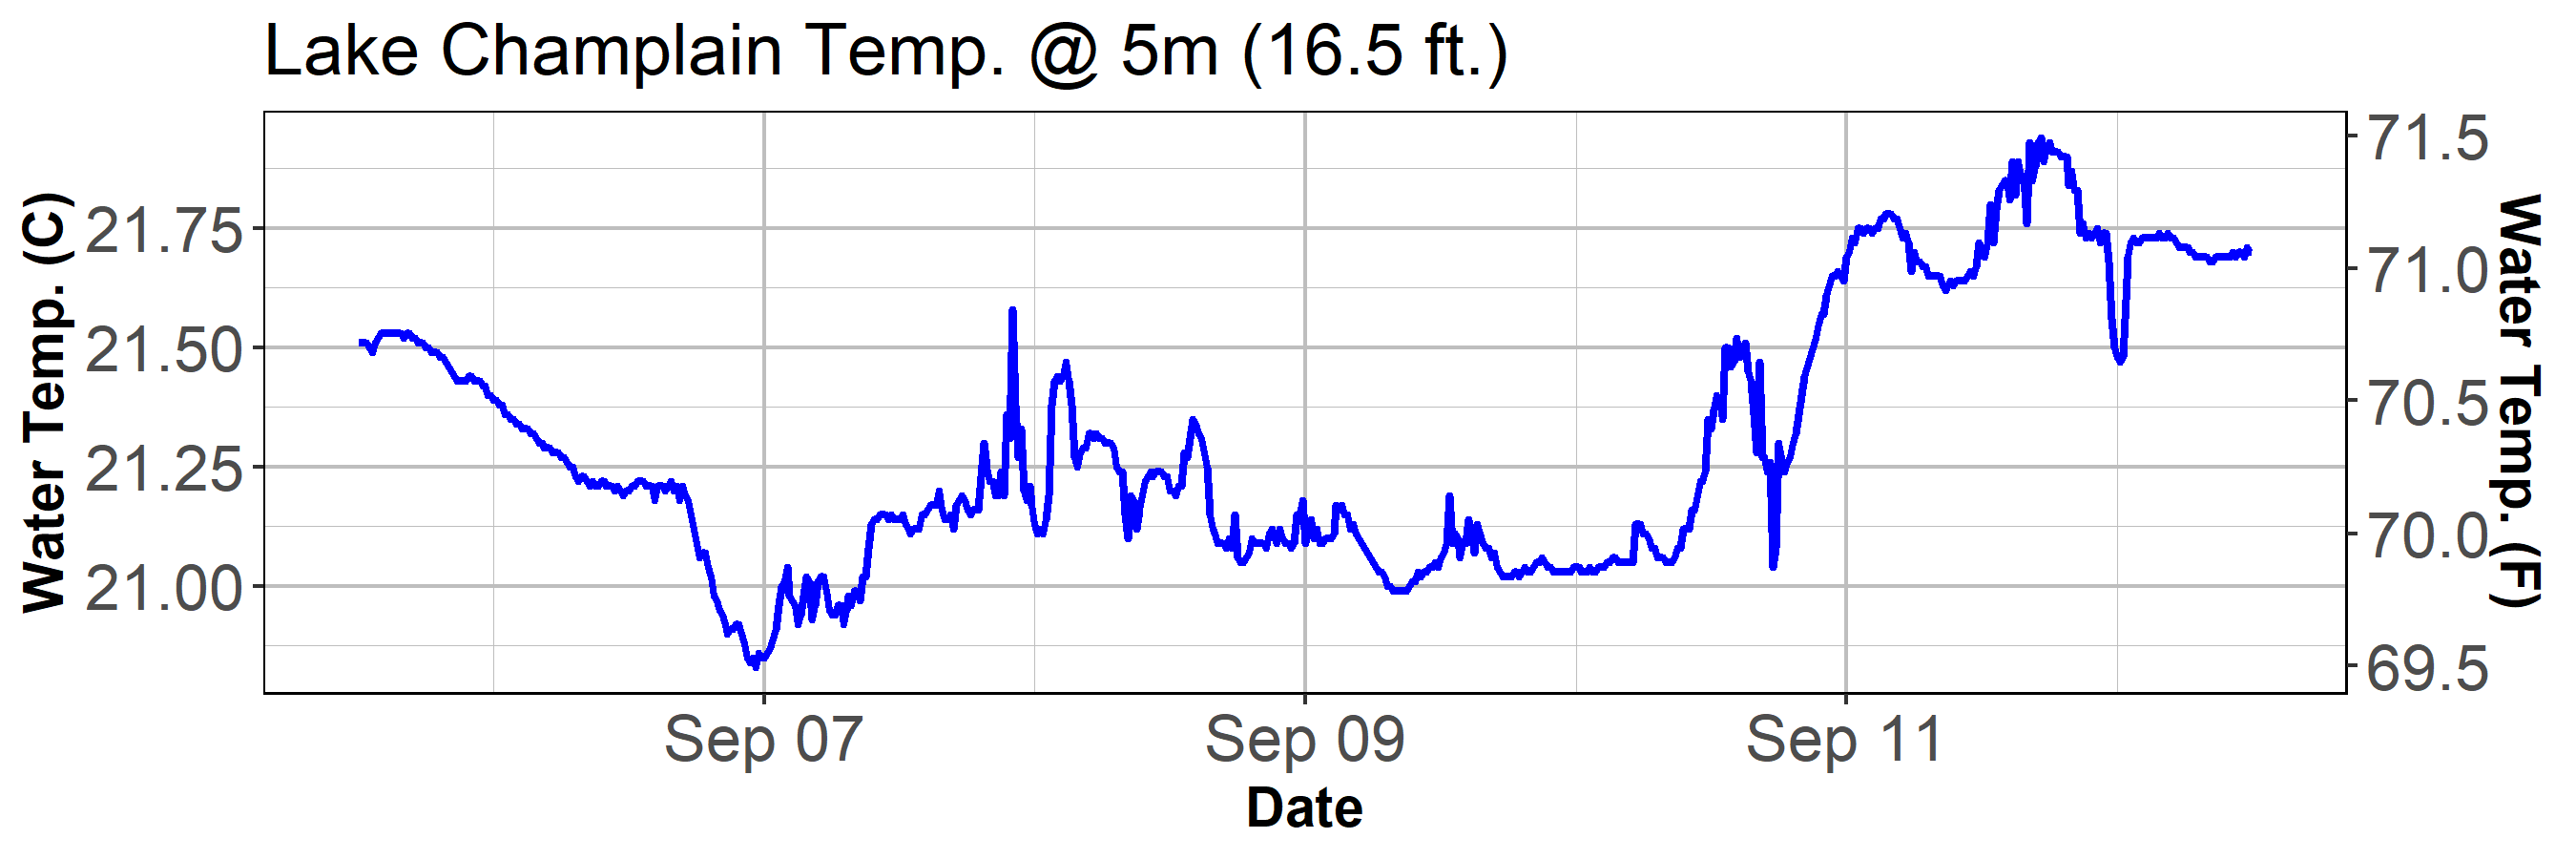 Lake Champlain Temp. @ 5m (16.5 ft.)
Water Temp. (C)
21.75
21.50
21.25
21.00
71.5
71.0
70.5
70.0
69.5
Water Temp. (F)
Sep 07
Sep 09
Sep 11
Date